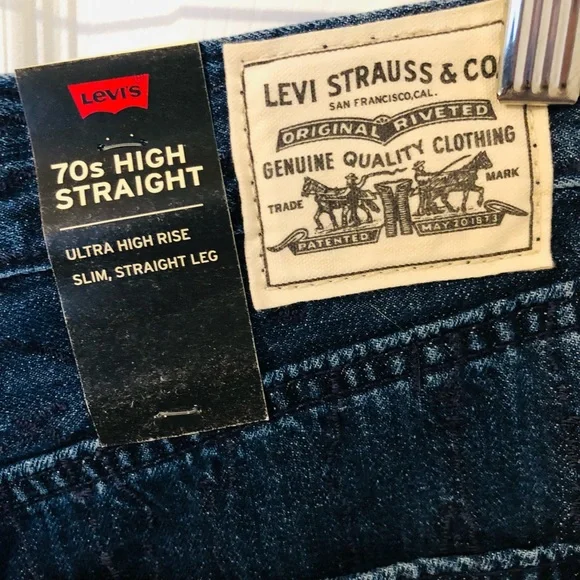 Levi's
70s HIGH
STRAIGHT
ULTRA HIGH RISE
SLIM, STRAIGHT LEG
LEVI STRAUSS & CO
SAN FRANCISCO, CAL.
ORIGINAL RIVETED
GENUINE QUALITY CLOTHING
TRADE MARK
PATENTED MAY 20 1873